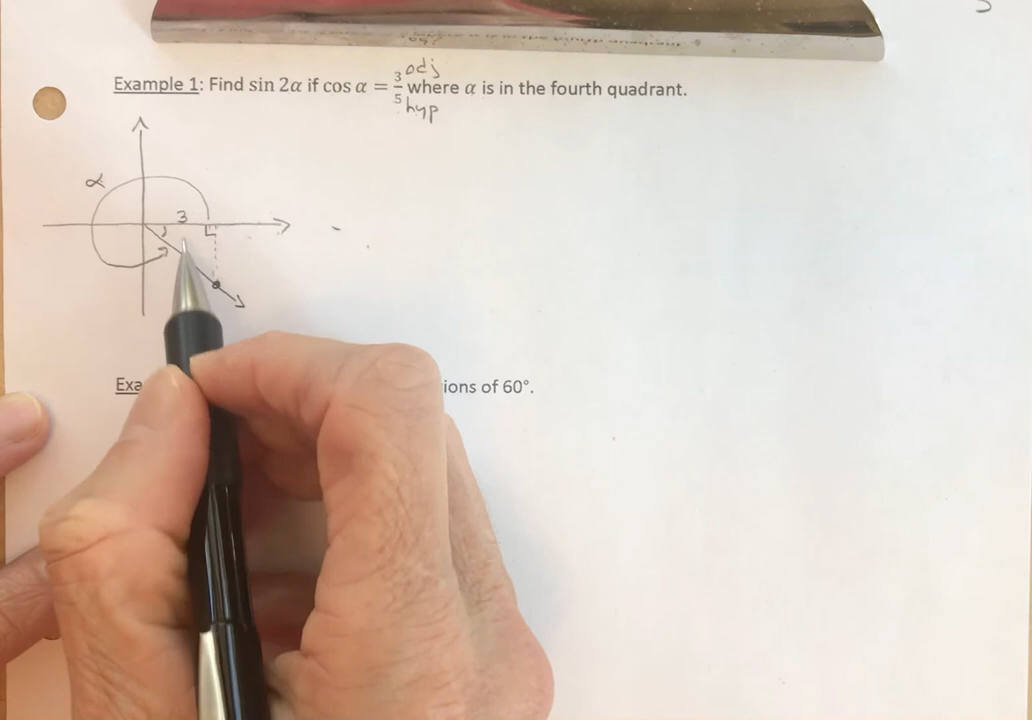 adj
Example 1: Find sin 2α if cos α = 3/5 where α is in the fourth quadrant.
hyp
α
3
Exa
ions of 60°.